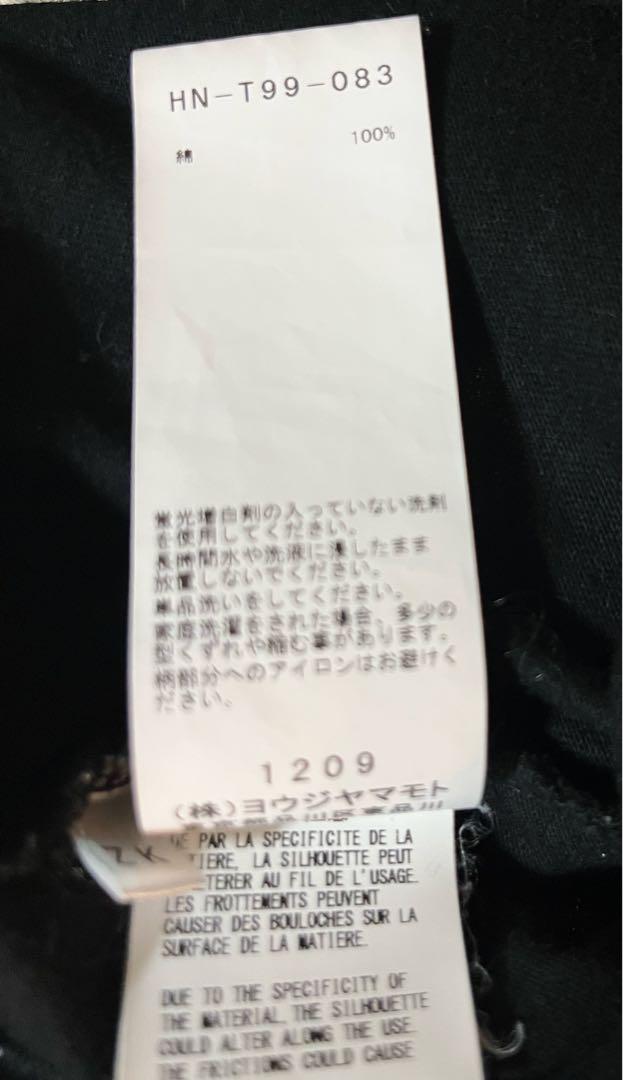 HN-T99-083
綿 100%
蛍光増白剤の入っていない洗剤
を使用してください。
長時間水や洗液に浸したまま
放置しないでください。
単品洗いをしてください。
家庭洗濯をされた場合、多少の
型くずれや縮む事があります。
柄部分へのアイロンはお避けく
ださい。
1209
(株)ヨウジヤマモト
PAR LA SPECIFICITE DE LA
TIERE, LA SILHOUETTE PEUT
TERER AU FIL DE L'USAGE.
LES FROTTEMENTS PEUVENT
CAUSER DES BOULOCHES SUR LA
SURFACE DE LA MATIERE.
DUE TO THE SPECIFICITY OF
THE MATERIAL, THE SILHOUETTE
COULD ALTER ALONG THE USE.
THE FRICTIONS COULD CAUSE